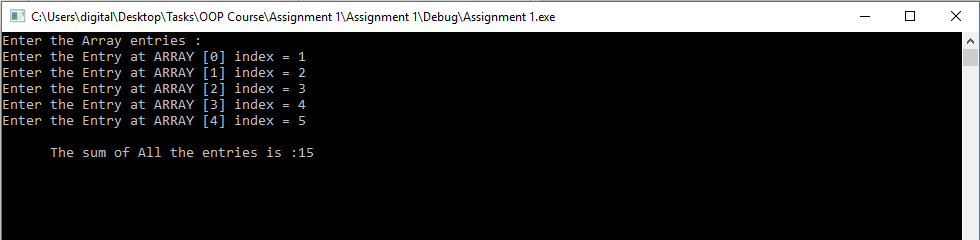 C:\Users\digital\Desktop\Tasks\OOP Course\Assignment 1\Assignment 1\Debug\Assignment 1.exe
Enter the Array entries :
Enter the Entry at ARRAY [0] index = 1
Enter the Entry at ARRAY [1] index = 2
Enter the Entry at ARRAY [2] index = 3
Enter the Entry at ARRAY [3] index = 4
Enter the Entry at ARRAY [4] index = 5
The sum of All the entries is :15